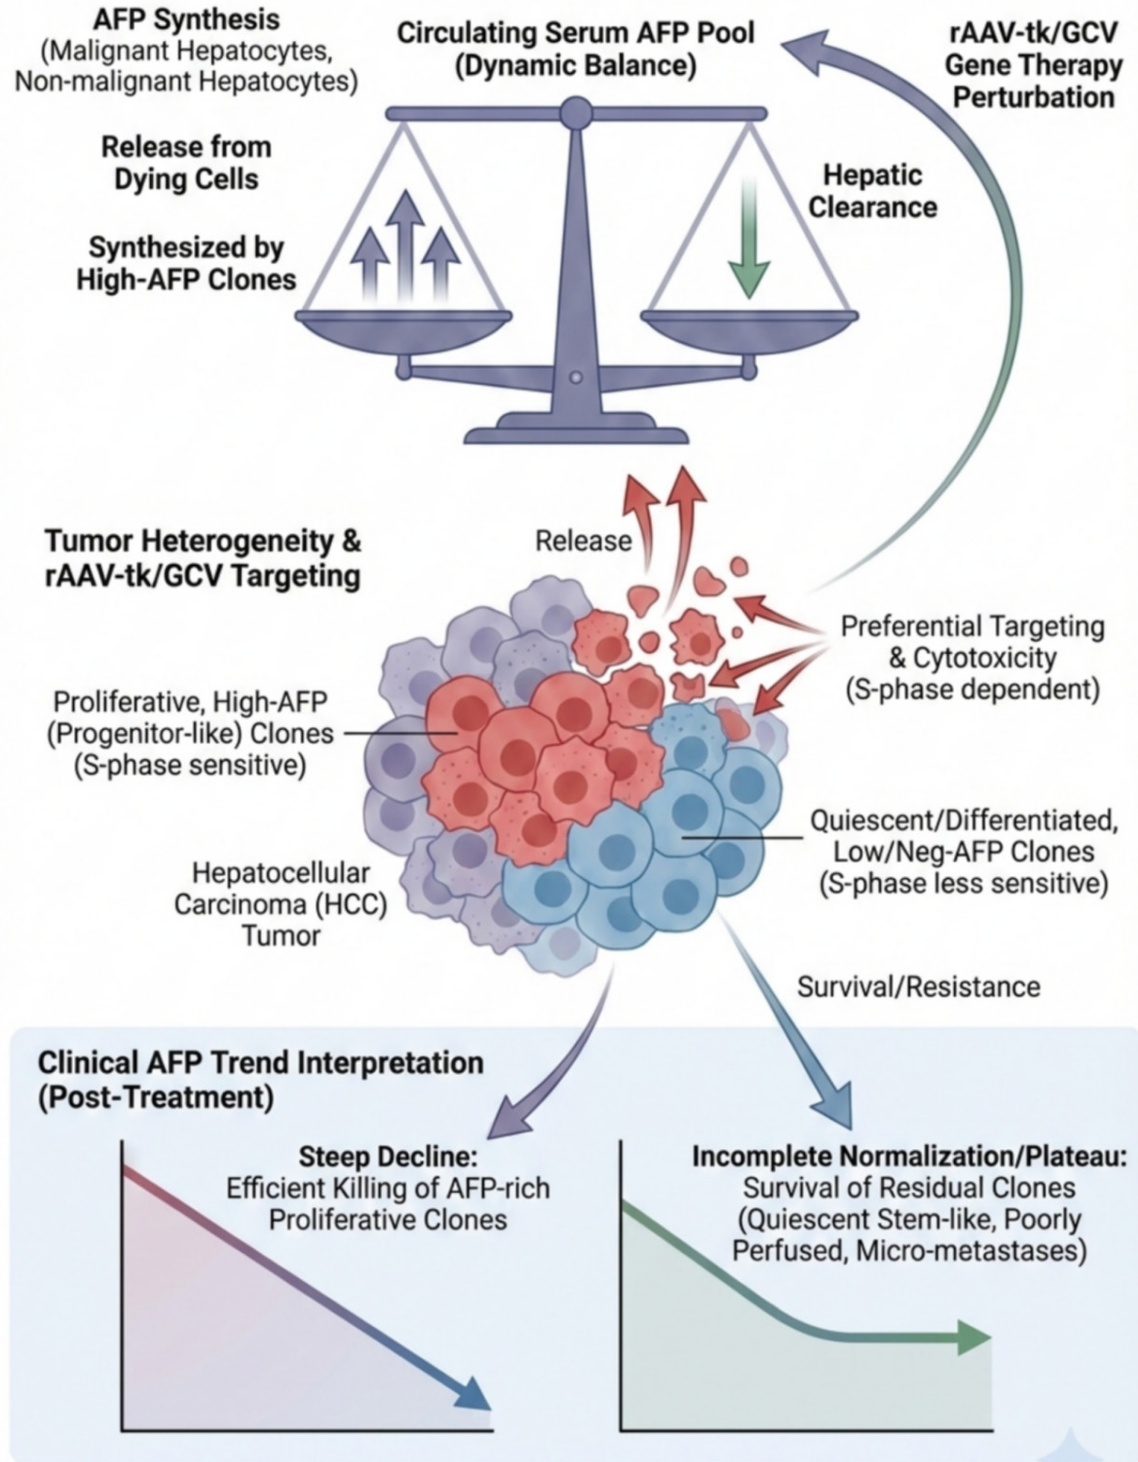 AFP Synthesis
(Malignant Hepatocytes,
Non-malignant Hepatocytes)
Circulating Serum AFP Pool
(Dynamic Balance)
rAAV-tk/GCV
Gene Therapy
Perturbation
Release from
Dying Cells
Synthesized by
High-AFP Clones
Hepatic
Clearance
Tumor Heterogeneity &
rAAV-tk/GCV Targeting
Release
Preferential Targeting
& Cytotoxicity
(S-phase dependent)
Proliferative, High-AFP
(Progenitor-like) Clones
(S-phase sensitive)
Quiescent/Differentiated,
Low/Neg-AFP Clones
(S-phase less sensitive)
Hepatocellular
Carcinoma (HCC)
Tumor
Survival/Resistance
Clinical AFP Trend Interpretation
(Post-Treatment)
Steep Decline:
Efficient Killing of AFP-rich
Proliferative Clones
Incomplete Normalization/Plateau:
Survival of Residual Clones
(Quiescent Stem-like, Poorly
Perfused, Micro-metastases)